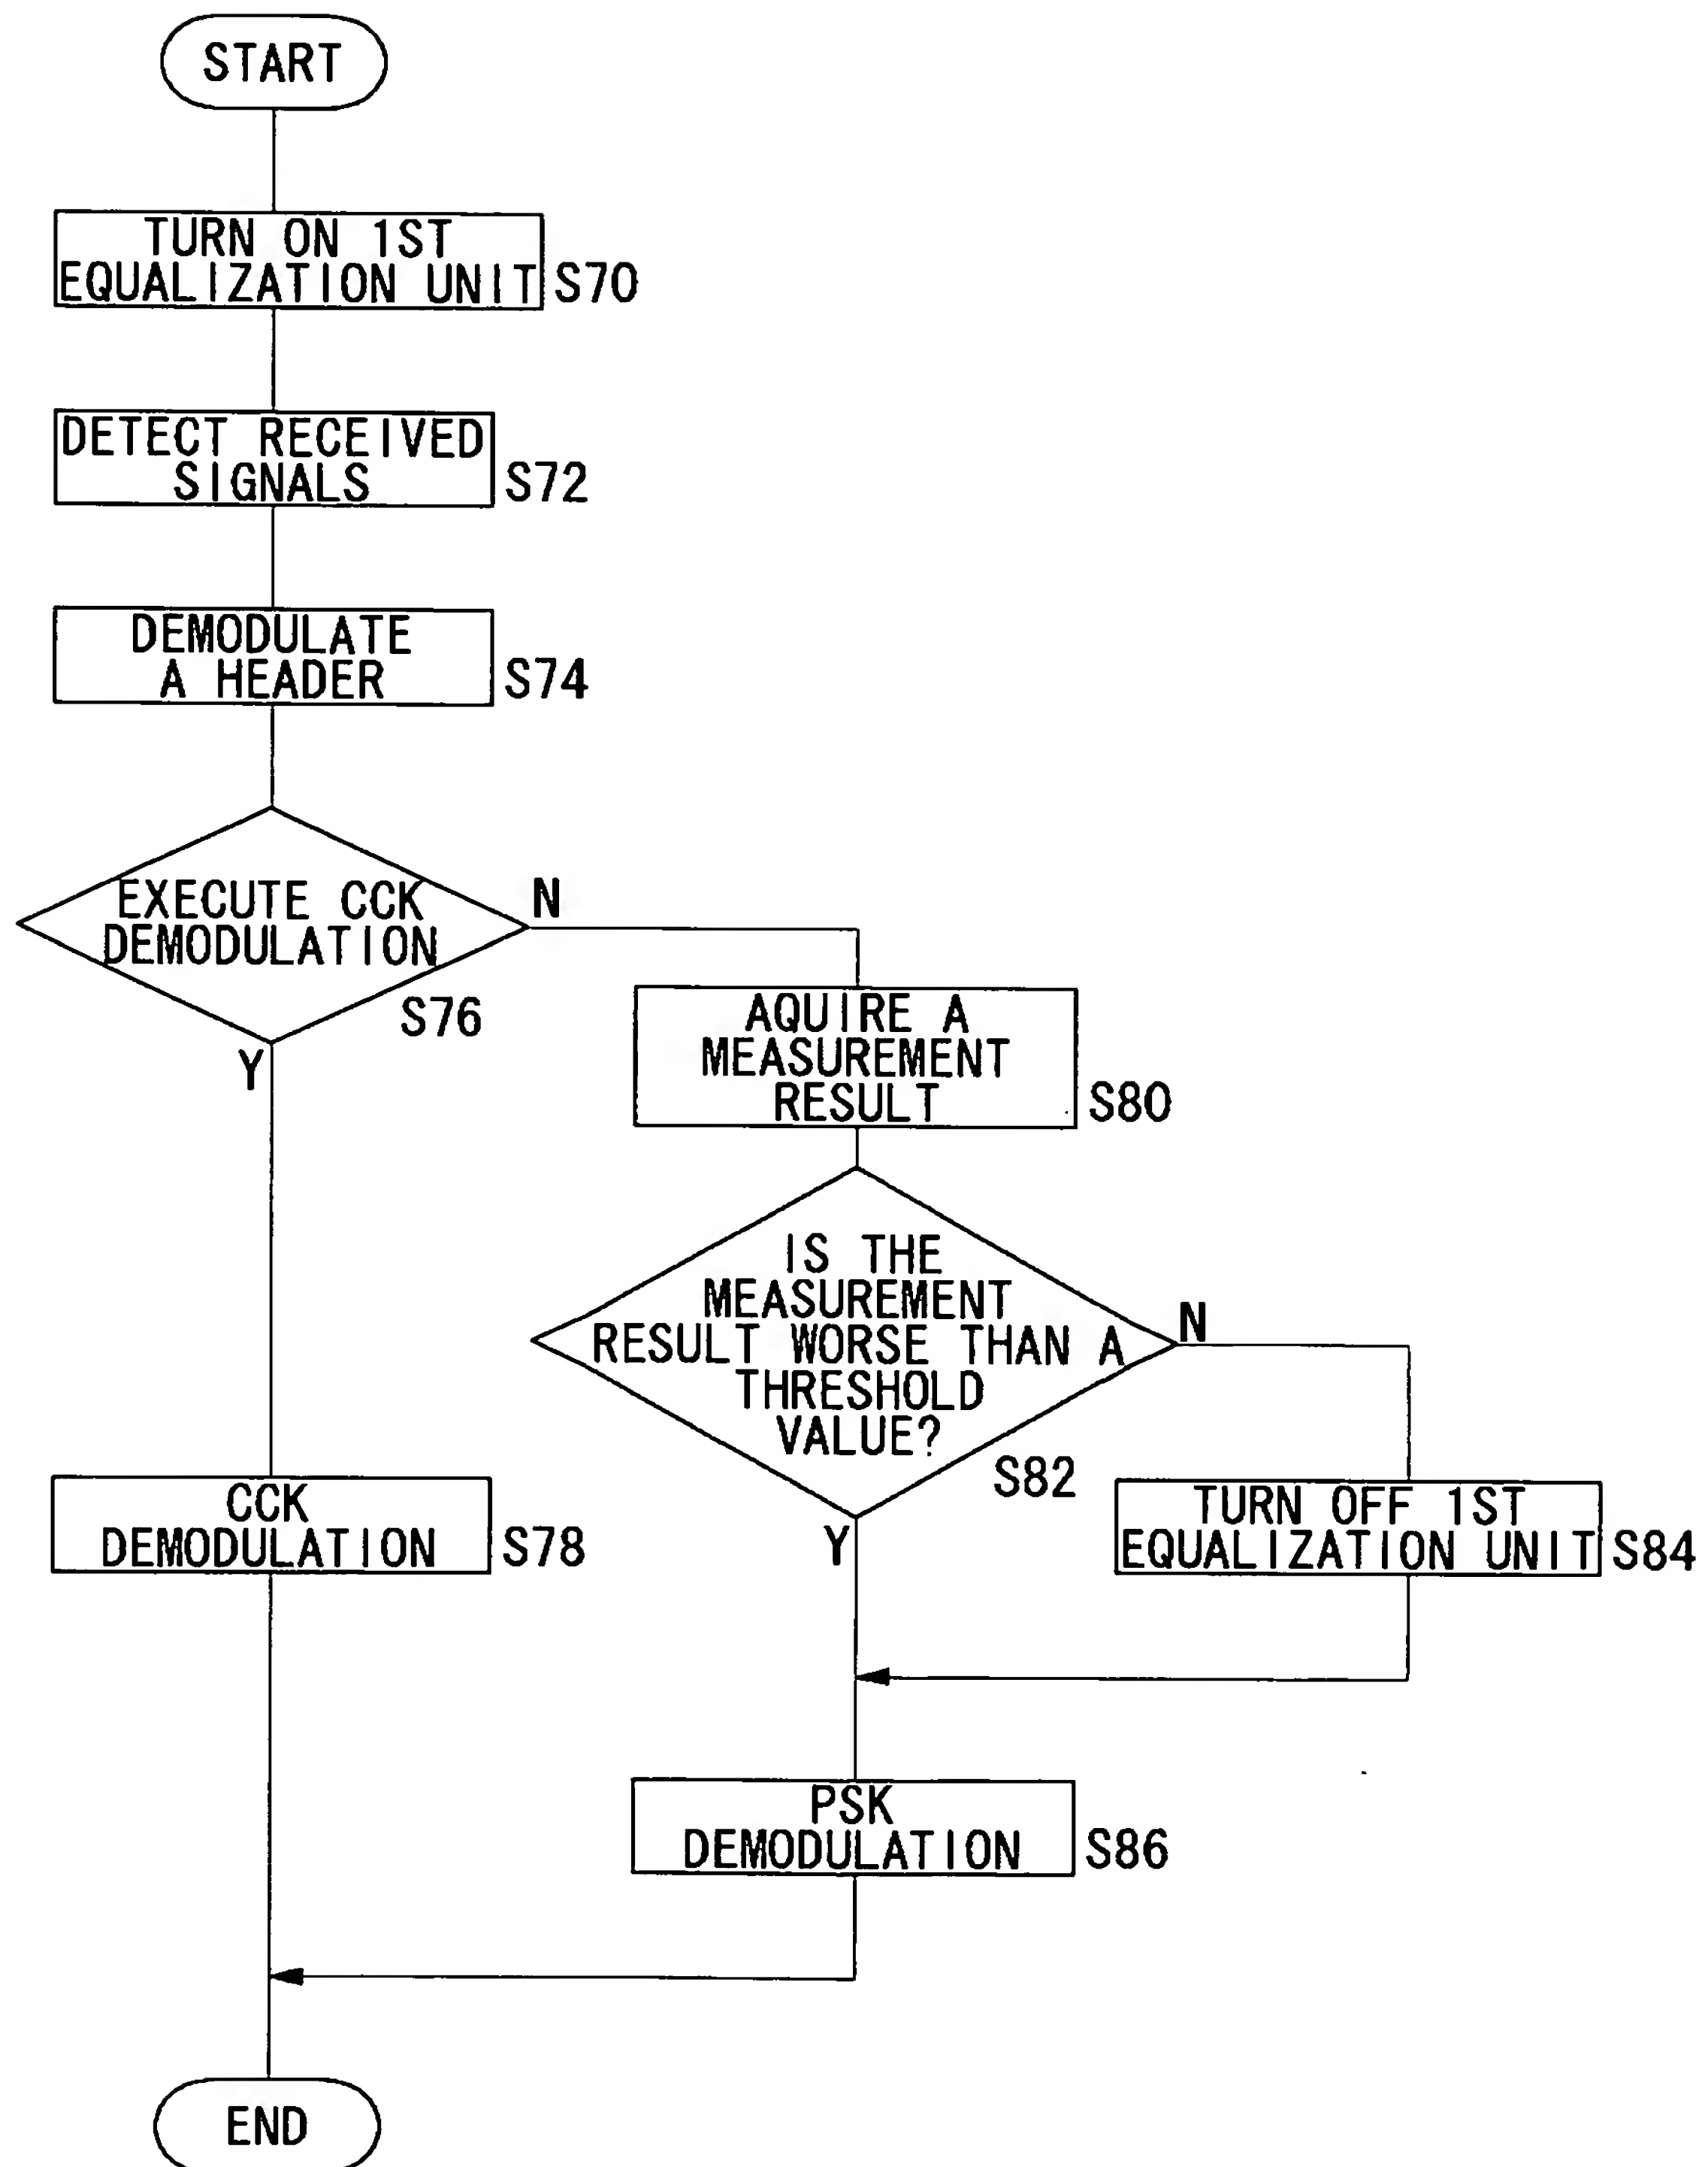 START
TURN ON 1ST
EQUALIZATION UNIT
S70
DETECT RECEIVED
SIGNALS
S72
DEMODULATE
A HEADER
S74
EXECUTE CCK
DEMODULATION
N
S76
Y
AQUIRE A
MEASUREMENT
RESULT
S80
IS THE
MEASUREMENT
RESULT WORSE THAN A
THRESHOLD
VALUE?
N
S82
Y
CCK
DEMODULATION
S78
TURN OFF 1ST
EQUALIZATION UNIT
S84
PSK
DEMODULATION
S86
END